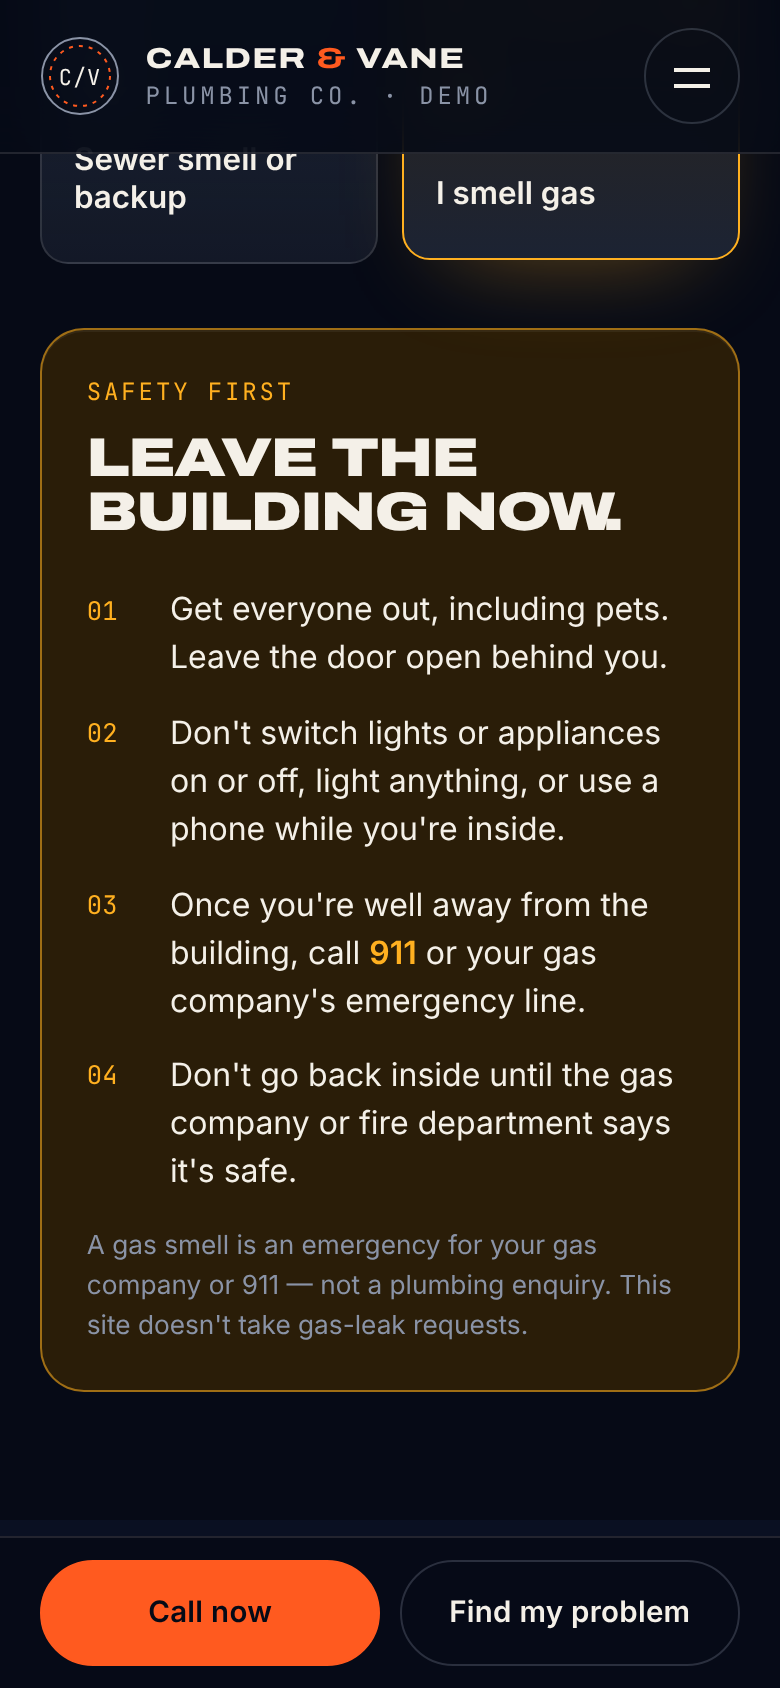 C/V
CALDER & VANE
PLUMBING CO. · DEMO
Sewer smell or
backup
I smell gas
SAFETY FIRST
LEAVE THE
BUILDING NOW.
01 Get everyone out, including pets.
Leave the door open behind you.
02 Don't switch lights or appliances
on or off, light anything, or use a
phone while you're inside.
03 Once you're well away from the
building, call 911 or your gas
company's emergency line.
04 Don't go back inside until the gas
company or fire department says
it's safe.
A gas smell is an emergency for your gas
company or 911 — not a plumbing enquiry. This
site doesn't take gas-leak requests.
Call now
Find my problem